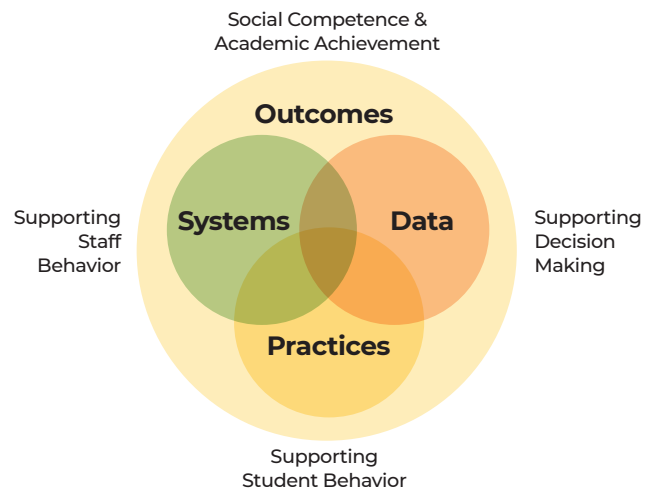 Social Competence &
Academic Achievement
Outcomes
Systems
Data
Supporting
Staff
Behavior
Supporting
Decision
Making
Practices
Supporting
Student Behavior